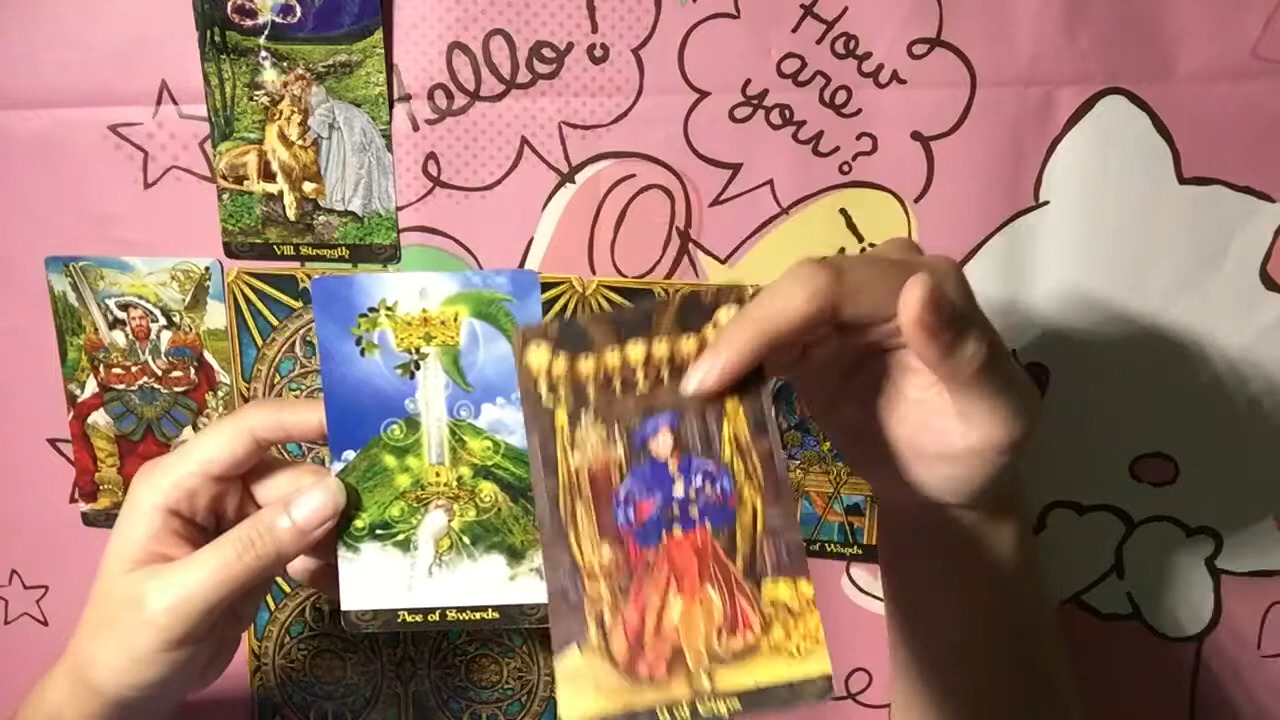 Hello!
How
are
you?
VIII. Strength
of Wands
Ace of Swords